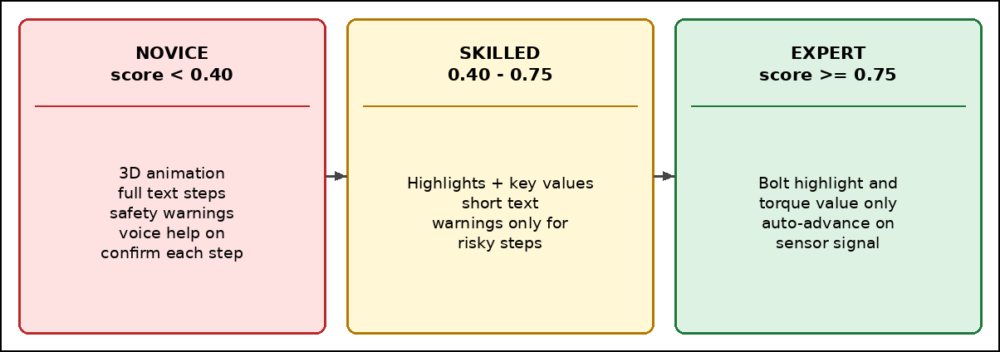 NOVICE
score < 0.40
3D animation
full text steps
safety warnings
voice help on
confirm each step
SKILLED
0.40 - 0.75
Highlights + key values
short text
warnings only for
risky steps
EXPERT
score >= 0.75
Bolt highlight and
torque value only
auto-advance on
sensor signal